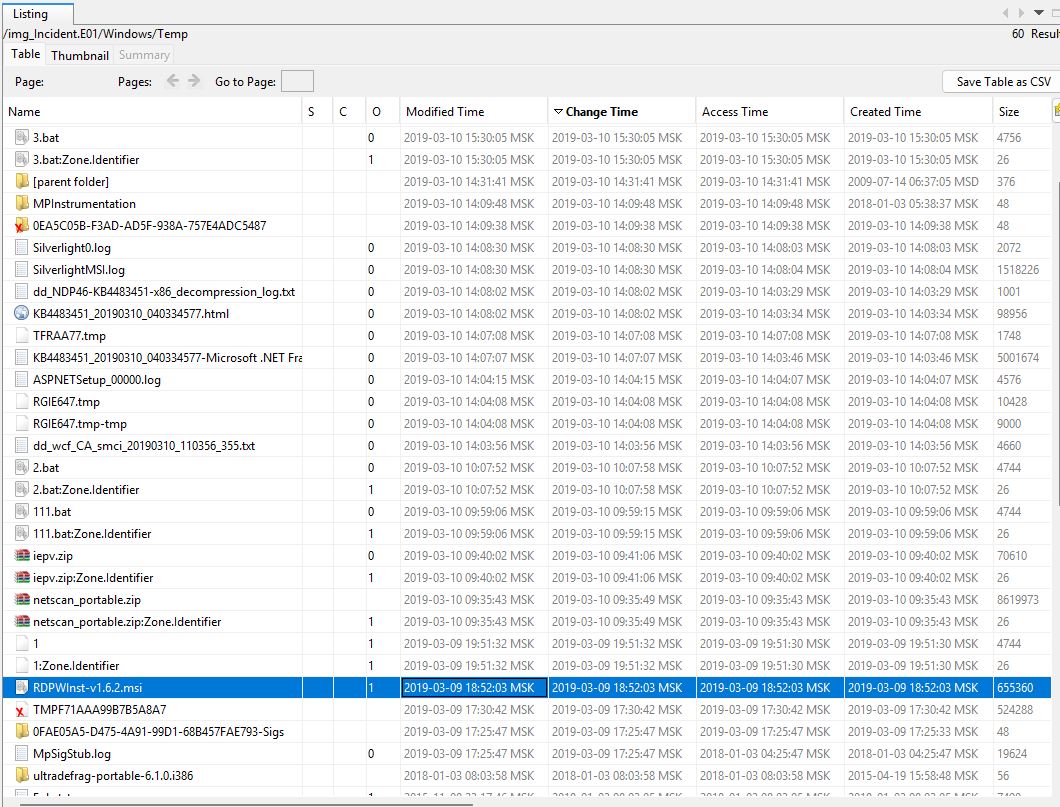 Listing
/img_Incident.E01/Windows/Temp 60 Resul
Table Thumbnail Summary
Page: Pages: Go to Page: Save Table as CSV
Name S C O Modified Time Change Time Access Time Created Time Size
3.bat 0 2019-03-10 15:30:05 MSK 2019-03-10 15:30:05 MSK 2019-03-10 15:30:05 MSK 2019-03-10 15:30:05 MSK 4756
3.bat:Zone.Identifier 1 2019-03-10 15:30:05 MSK 2019-03-10 15:30:05 MSK 2019-03-10 15:30:05 MSK 2019-03-10 15:30:05 MSK 26
[parent folder] 2019-03-10 14:31:41 MSK 2019-03-10 14:31:41 MSK 2019-03-10 14:31:41 MSK 2009-07-14 06:37:05 MSD 376
MPInstrumentation 2019-03-10 14:09:48 MSK 2019-03-10 14:09:48 MSK 2019-03-10 14:09:48 MSK 2018-01-03 05:38:37 MSK 48
0EA5C05B-F3AD-AD5F-938A-757E4ADC5487 2019-03-10 14:09:38 MSK 2019-03-10 14:09:38 MSK 2019-03-10 14:09:38 MSK 2019-03-10 14:09:38 MSK 48
Silverlight0.log 0 2019-03-10 14:08:30 MSK 2019-03-10 14:08:30 MSK 2019-03-10 14:08:03 MSK 2019-03-10 14:08:03 MSK 2072
SilverlightMSI.log 0 2019-03-10 14:08:30 MSK 2019-03-10 14:08:30 MSK 2019-03-10 14:08:04 MSK 2019-03-10 14:08:04 MSK 1518226
dd_NDP46-KB4483451-x86_decompression_log.txt 0 2019-03-10 14:08:02 MSK 2019-03-10 14:08:02 MSK 2019-03-10 14:03:29 MSK 2019-03-10 14:03:29 MSK 1001
KB4483451_20190310_040334577.html 0 2019-03-10 14:08:02 MSK 2019-03-10 14:08:02 MSK 2019-03-10 14:03:34 MSK 2019-03-10 14:03:34 MSK 98956
TFRAA77.tmp 0 2019-03-10 14:07:08 MSK 2019-03-10 14:07:08 MSK 2019-03-10 14:07:08 MSK 2019-03-10 14:07:08 MSK 1748
KB4483451_20190310_040334577-Microsoft .NET Fra 0 2019-03-10 14:07:07 MSK 2019-03-10 14:07:07 MSK 2019-03-10 14:03:46 MSK 2019-03-10 14:03:46 MSK 5001674
ASPNETSetup_00000.log 0 2019-03-10 14:04:15 MSK 2019-03-10 14:04:15 MSK 2019-03-10 14:04:07 MSK 2019-03-10 14:04:07 MSK 4576
RGIE647.tmp 0 2019-03-10 14:04:08 MSK 2019-03-10 14:04:08 MSK 2019-03-10 14:04:08 MSK 2019-03-10 14:04:08 MSK 10428
RGIE647.tmp-tmp 0 2019-03-10 14:04:08 MSK 2019-03-10 14:04:08 MSK 2019-03-10 14:04:08 MSK 2019-03-10 14:04:08 MSK 9000
dd_wcf_CA_smci_20190310_110356_355.txt 0 2019-03-10 14:03:56 MSK 2019-03-10 14:03:56 MSK 2019-03-10 14:03:56 MSK 2019-03-10 14:03:56 MSK 4660
2.bat 0 2019-03-10 10:07:52 MSK 2019-03-10 10:07:58 MSK 2019-03-10 10:07:52 MSK 2019-03-10 10:07:52 MSK 4744
2.bat:Zone.Identifier 1 2019-03-10 10:07:52 MSK 2019-03-10 10:07:58 MSK 2019-03-10 10:07:52 MSK 2019-03-10 10:07:52 MSK 26
111.bat 0 2019-03-10 09:59:06 MSK 2019-03-10 09:59:15 MSK 2019-03-10 09:59:06 MSK 2019-03-10 09:59:06 MSK 4744
111.bat:Zone.Identifier 1 2019-03-10 09:59:06 MSK 2019-03-10 09:59:15 MSK 2019-03-10 09:59:06 MSK 2019-03-10 09:59:06 MSK 26
iepv.zip 0 2019-03-10 09:40:02 MSK 2019-03-10 09:41:06 MSK 2019-03-10 09:40:02 MSK 2019-03-10 09:40:02 MSK 70610
iepv.zip:Zone.Identifier 1 2019-03-10 09:40:02 MSK 2019-03-10 09:41:06 MSK 2019-03-10 09:40:02 MSK 2019-03-10 09:40:02 MSK 26
netscan_portable.zip 2019-03-10 09:35:43 MSK 2019-03-10 09:35:49 MSK 2019-03-10 09:35:43 MSK 2019-03-10 09:35:43 MSK 8619973
netscan_portable.zip:Zone.Identifier 1 2019-03-10 09:35:43 MSK 2019-03-10 09:35:49 MSK 2019-03-10 09:35:43 MSK 2019-03-10 09:35:43 MSK 26
1 1 2019-03-09 19:51:32 MSK 2019-03-09 19:51:32 MSK 2019-03-09 19:51:30 MSK 2019-03-09 19:51:30 MSK 4744
1:Zone.Identifier 1 2019-03-09 19:51:32 MSK 2019-03-09 19:51:32 MSK 2019-03-09 19:51:30 MSK 2019-03-09 19:51:30 MSK 26
RDPWInst-v1.6.2.msi 1 2019-03-09 18:52:03 MSK 2019-03-09 18:52:03 MSK 2019-03-09 18:52:03 MSK 2019-03-09 18:52:03 MSK 655360
TMPF71AAA99B7B5A8A7 2019-03-09 17:30:42 MSK 2019-03-09 17:30:42 MSK 2019-03-09 17:30:42 MSK 2019-03-09 17:30:42 MSK 524288
0FAE05A5-D475-4A91-99D1-68B457FAE793-Sigs 2019-03-09 17:25:47 MSK 2019-03-09 17:25:47 MSK 2019-03-09 17:25:47 MSK 2019-03-09 17:25:33 MSK 48
MpSigStub.log 0 2019-03-09 17:25:47 MSK 2019-03-09 17:25:47 MSK 2018-01-03 04:25:47 MSK 2018-01-03 04:25:47 MSK 19624
ultradefrag-portable-6.1.0.i386 2018-01-03 08:03:58 MSK 2018-01-03 08:03:58 MSK 2018-01-03 08:03:58 MSK 2015-04-19 15:58:48 MSK 56